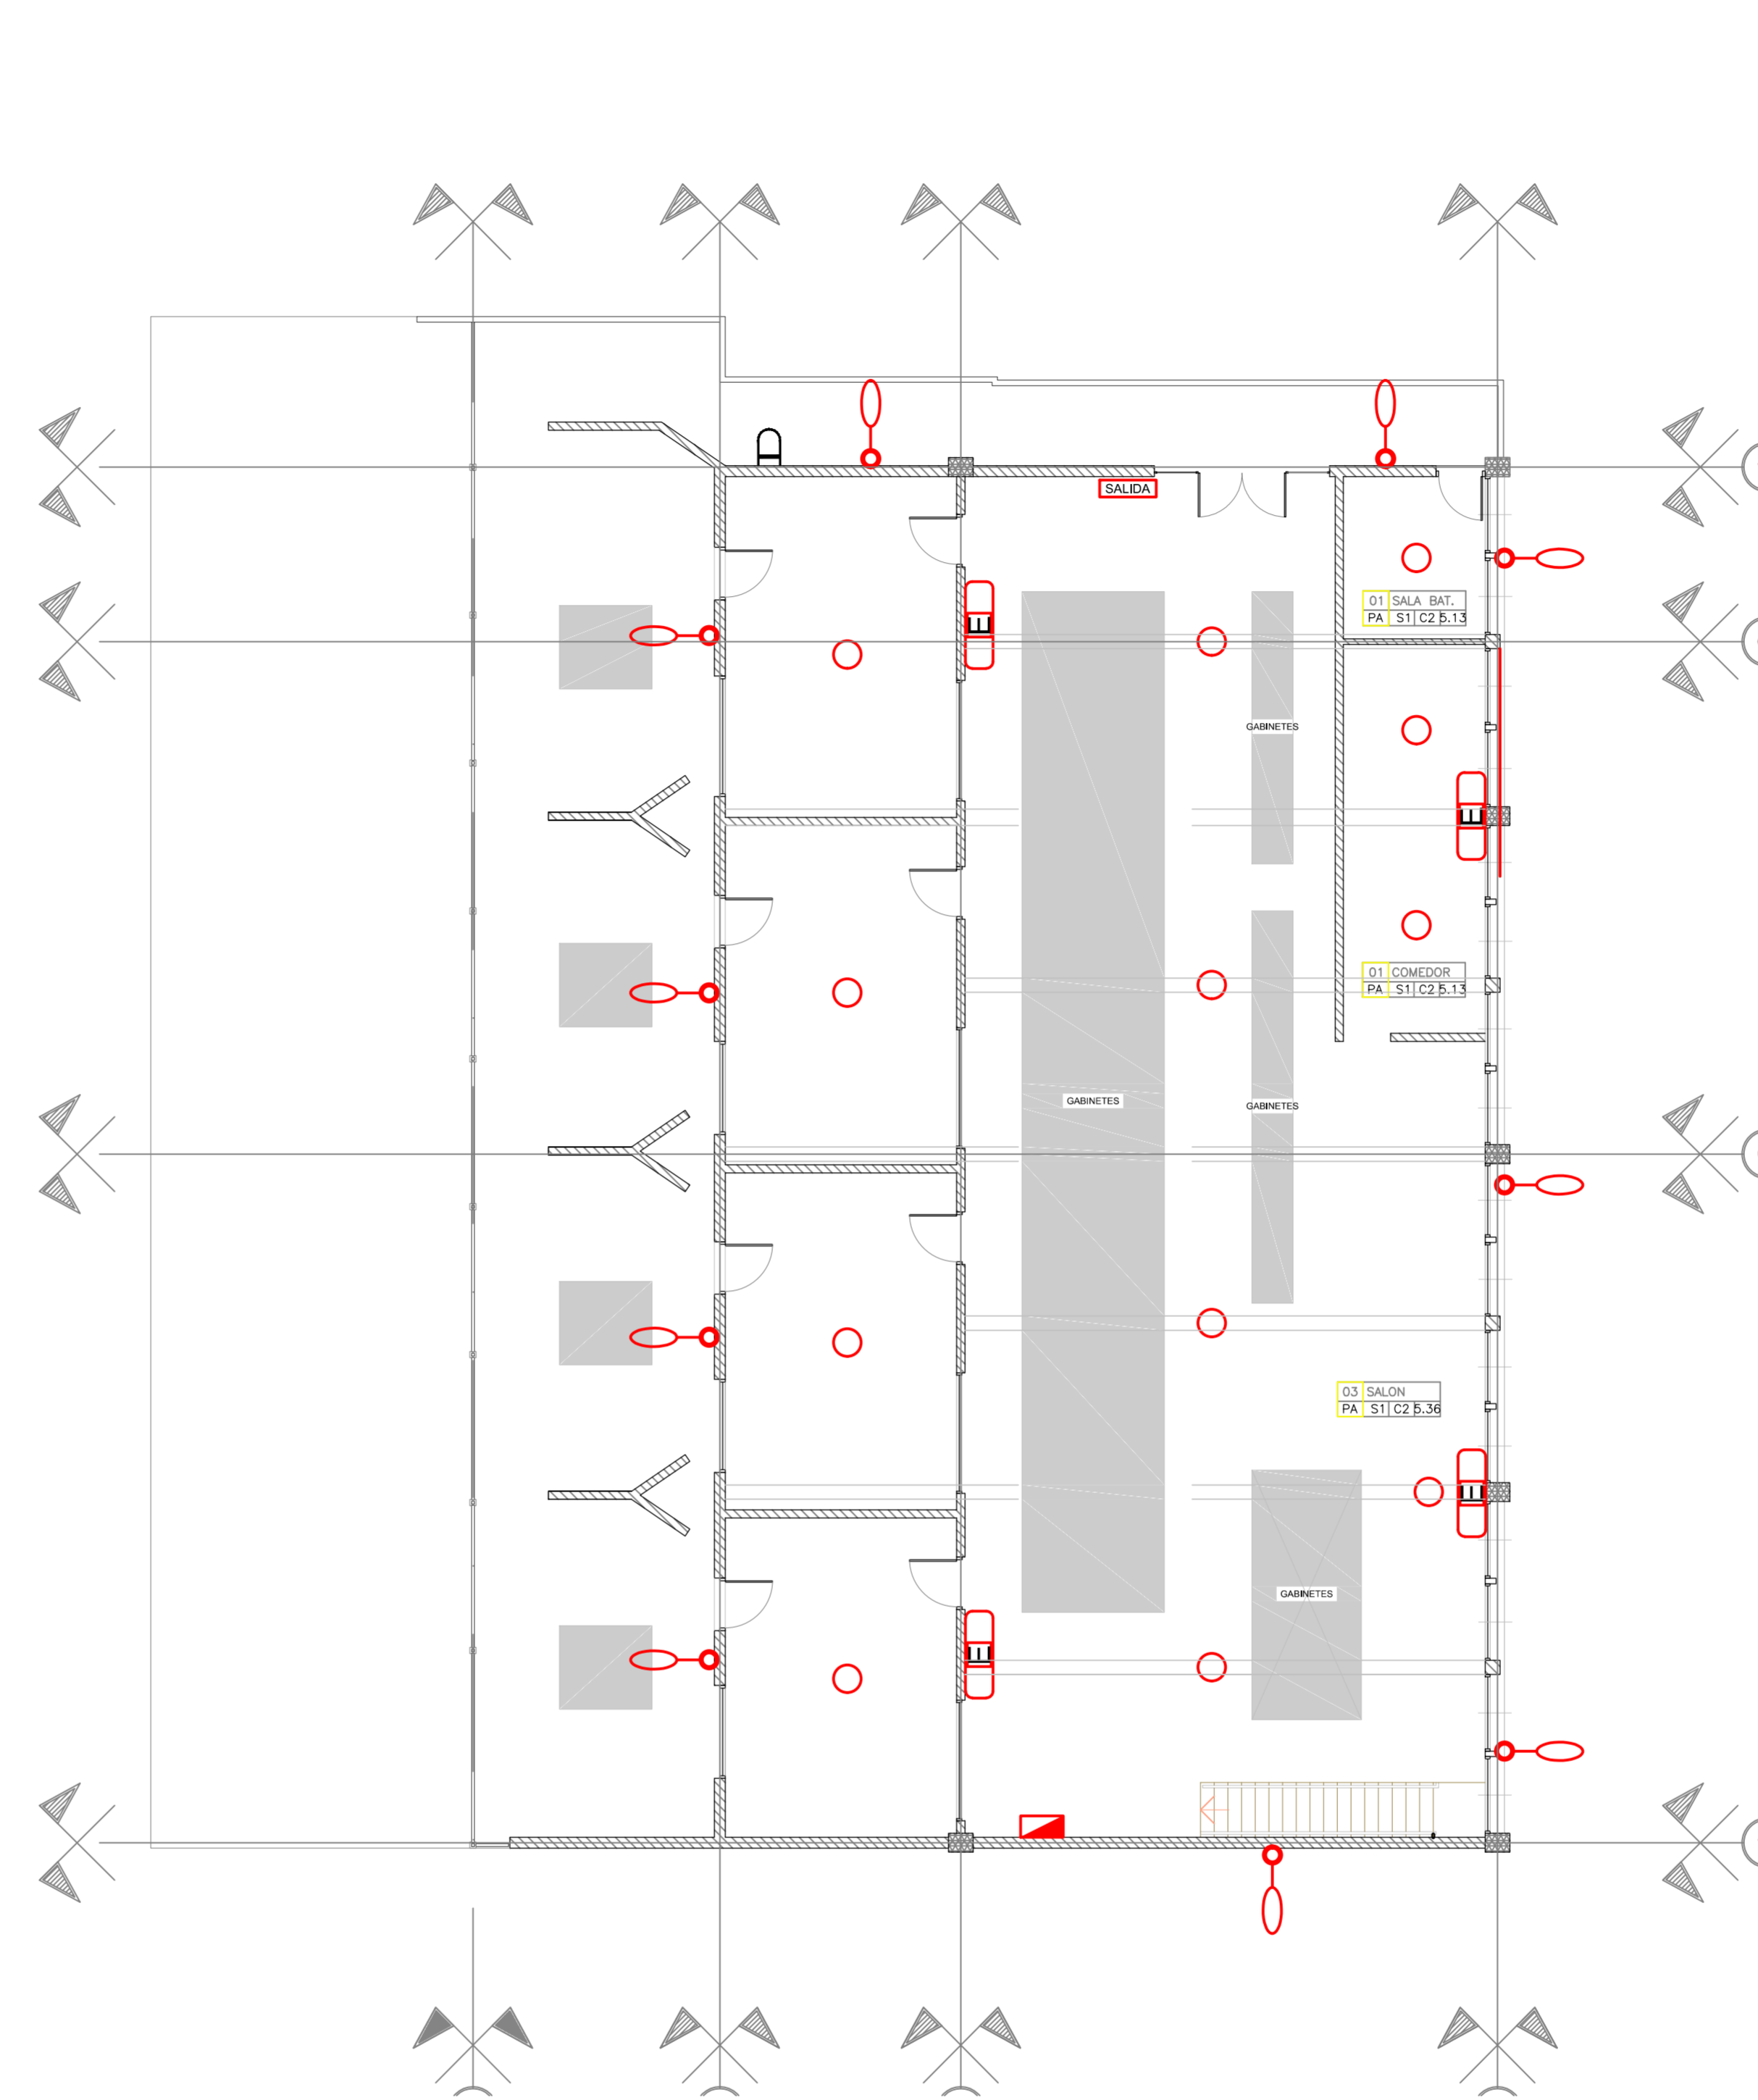 SALIDA
E
01 SALA BAT.
PA S1 C2 5.13
GABINETES
E
01 COMEDOR
PA S1 C2 5.13
GABINETES
GABINETES
03 SALON
PA S1 C2 5.36
E
GABINETES
E